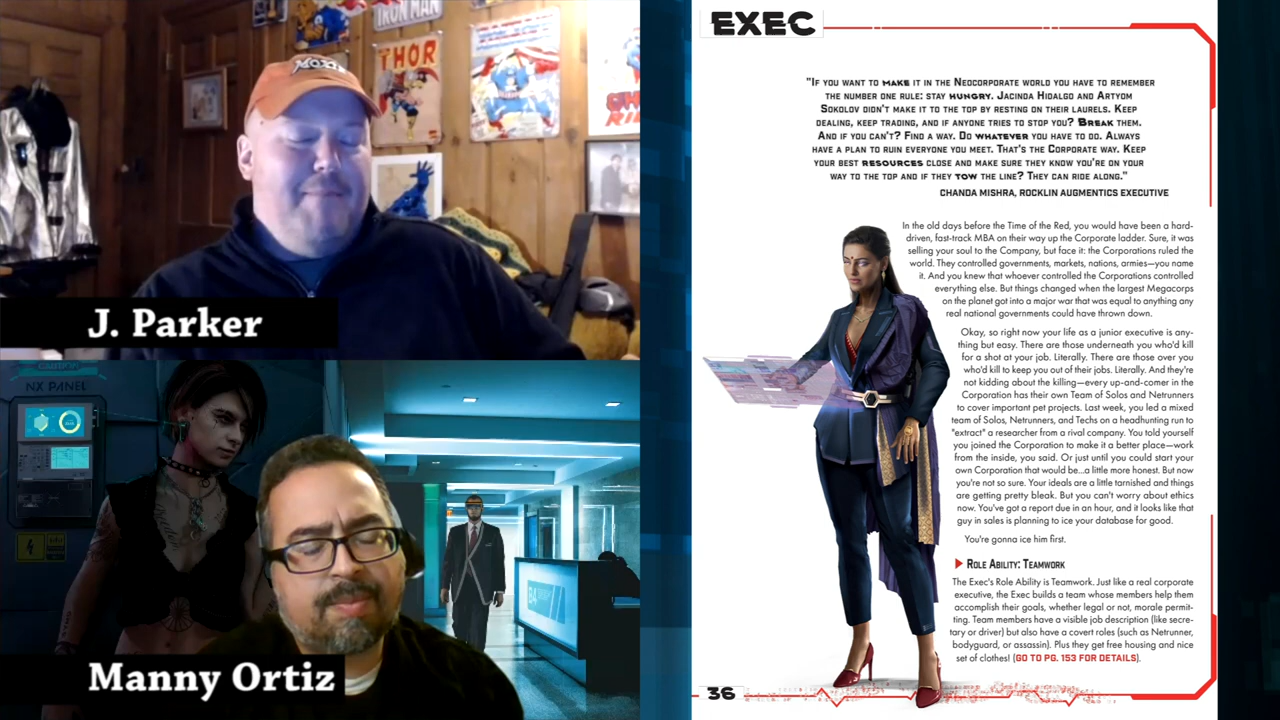 IRON MAN
THOR
MOXIE
J. Parker
NX PANEL
B4
Manny Ortiz
EXEC
"If you want to make it in the Neocorporate world you have to remember
the number one rule: stay hungry. Jacinda Hidalgo and Artyom
Sokolov didn't make it to the top by resting on their laurels. Keep
dealing, keep trading, and if anyone tries to stop you? Break them.
And if you can't? Find a way. Do whatever you have to do. Always
have a plan to ruin everyone you meet. That's the Corporate way. Keep
your best resources close and make sure they know you're on your
way to the top and if they tow the line? They can ride along."
Chanda Mishra, Rocklin Augmentics Executive
In the old days before the Time of the Red, you would have been a hard-
driven, fast-track MBA on their way up the Corporate ladder. Sure, it was
selling your soul to the Company, but face it: the Corporations ruled the
world. They controlled governments, markets, nations, armies—you name
it. And you knew that whoever controlled the Corporations controlled
everything else. But things changed when the largest Megacorps
on the planet got into a major war that was equal to anything any
real national governments could have thrown down.
Okay, so right now your life as a junior executive is any-
thing but easy. There are those underneath you who'd kill
for a shot at your job. Literally. There are those over you
who'd kill to keep you out of their jobs. Literally. And they're
not kidding about the killing—every up-and-comer in the
Corporation has their own Team of Solos and Netrunners
to cover important pet projects. Last week, you led a mixed
team of Solos, Netrunners, and Techs on a headhunting run to
"extract" a researcher from a rival company. You told yourself
you joined the Corporation to make it a better place—work
from the inside, you said. Or just until you could start your
own Corporation that would be...a little more honest. But now
you're not so sure. Your ideals are a little tarnished and things
are getting pretty bleak. But you can't worry about ethics
now. You've got a report due in an hour, and it looks like that
guy in sales is planning to ice your database for good.
You're gonna ice him first.
Role Ability: Teamwork
The Exec's Role Ability is Teamwork. Just like a real corporate
executive, the Exec builds a team whose members help them
accomplish their goals, whether legal or not, morale permit-
ting. Team members have a visible job description (like secre-
tary or driver) but also have a covert roles (such as Netrunner,
bodyguard, or assassin). Plus they get free housing and nice
set of clothes! (GO TO PG. 153 FOR DETAILS).
36